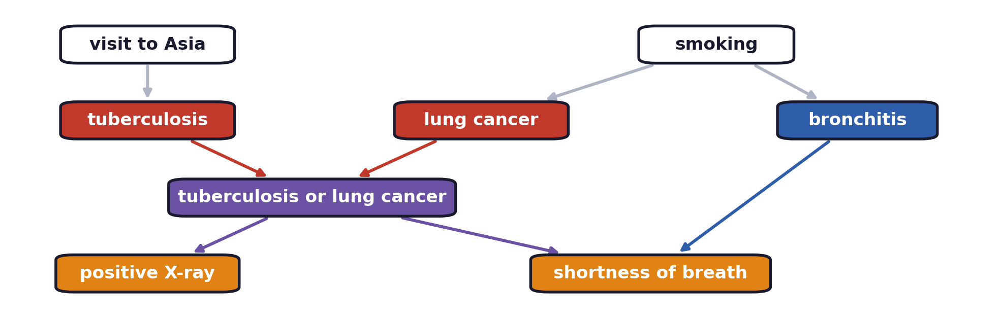 visit to Asia
smoking
tuberculosis
lung cancer
bronchitis
tuberculosis or lung cancer
positive X-ray
shortness of breath